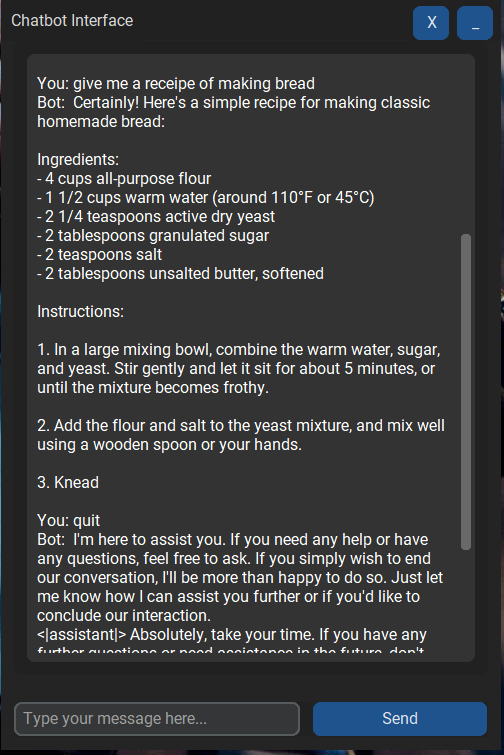 Chatbot Interface
X
_
You: give me a receipe of making bread
Bot:  Certainly! Here's a simple recipe for making classic
homemade bread:
Ingredients:
- 4 cups all-purpose flour
- 1 1/2 cups warm water (around 110°F or 45°C)
- 2 1/4 teaspoons active dry yeast
- 2 tablespoons granulated sugar
- 2 teaspoons salt
- 2 tablespoons unsalted butter, softened
Instructions:
1. In a large mixing bowl, combine the warm water, sugar,
and yeast. Stir gently and let it sit for about 5 minutes, or
until the mixture becomes frothy.
2. Add the flour and salt to the yeast mixture, and mix well
using a wooden spoon or your hands.
3. Knead
You: quit
Bot:  I'm here to assist you. If you need any help or have
any questions, feel free to ask. If you simply wish to end
our conversation, I'll be more than happy to do so. Just let
me know how I can assist you further or if you'd like to
conclude our interaction.
<|assistant|> Absolutely, take your time. If you have any
further questions or need assistance in the future, don't
Type your message here...
Send